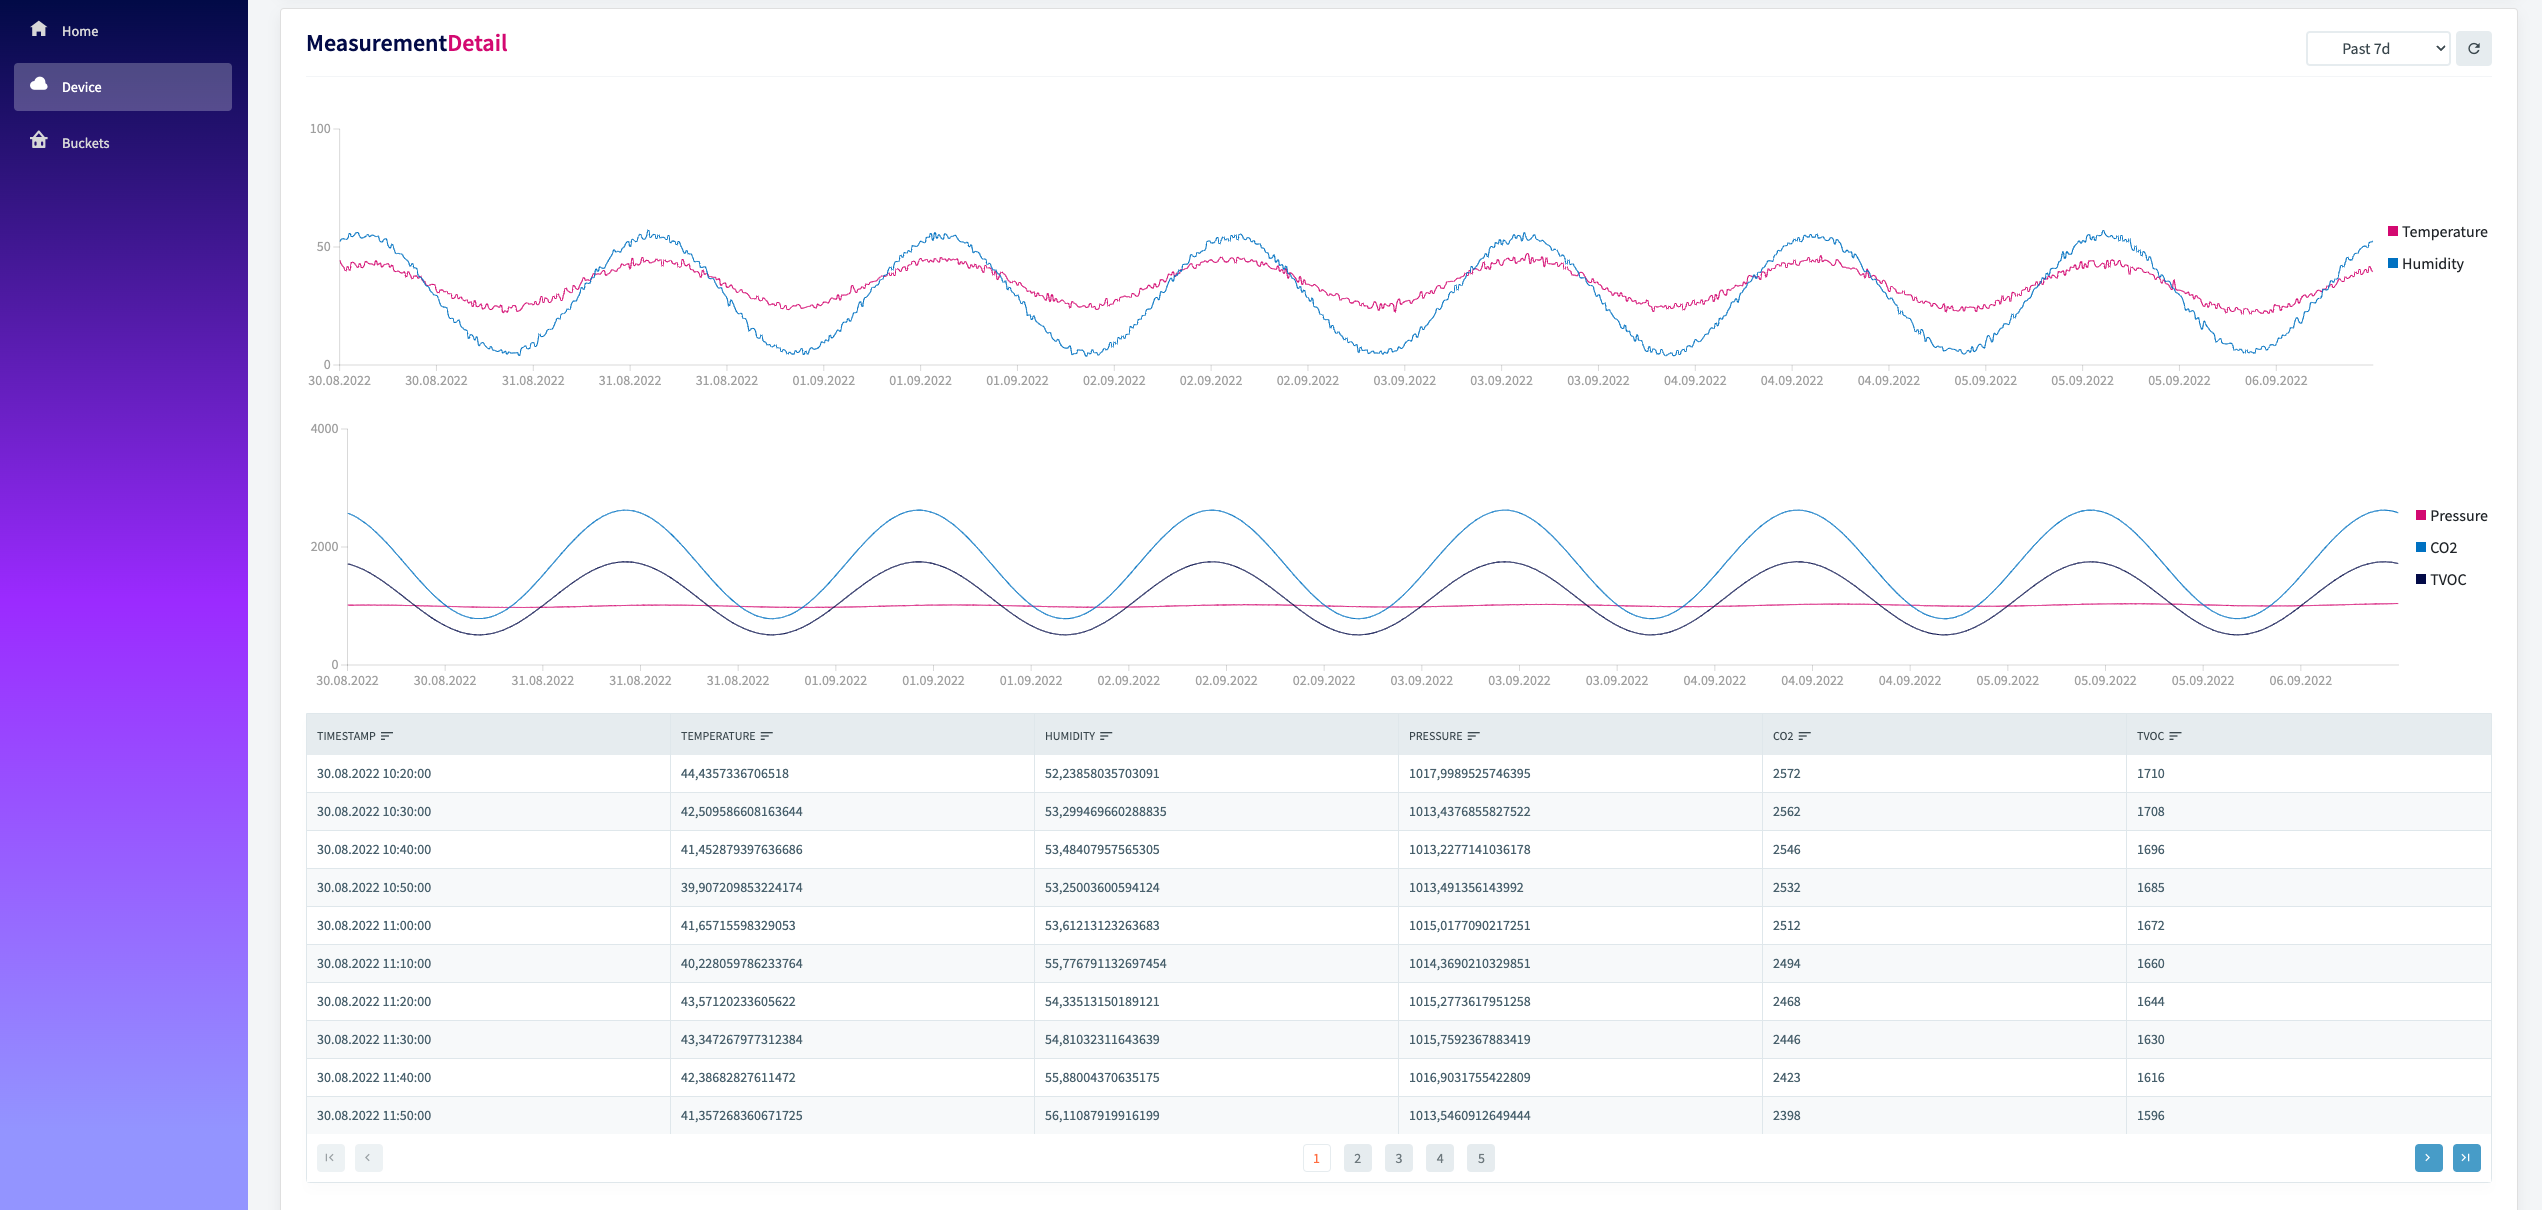 Home
Device
Buckets
MeasurementDetail
Past 7d
100
50
0
30.08.2022 30.08.2022 31.08.2022 31.08.2022 31.08.2022 01.09.2022 01.09.2022 01.09.2022 02.09.2022 02.09.2022 02.09.2022 03.09.2022 03.09.2022 03.09.2022 04.09.2022 04.09.2022 04.09.2022 05.09.2022 05.09.2022 05.09.2022 06.09.2022
Temperature
Humidity
4000
2000
0
30.08.2022 30.08.2022 31.08.2022 31.08.2022 31.08.2022 01.09.2022 01.09.2022 01.09.2022 02.09.2022 02.09.2022 02.09.2022 03.09.2022 03.09.2022 03.09.2022 04.09.2022 04.09.2022 04.09.2022 05.09.2022 05.09.2022 05.09.2022 06.09.2022
Pressure
CO2
TVOC
TIMESTAMP TEMPERATURE HUMIDITY PRESSURE CO2 TVOC
30.08.2022 10:20:00 44,4357336706518 52,23858035703091 1017,9989525746395 2572 1710
30.08.2022 10:30:00 42,509586608163644 53,299469660288835 1013,4376855827522 2562 1708
30.08.2022 10:40:00 41,452879397636686 53,48407957565305 1013,2277141036178 2546 1696
30.08.2022 10:50:00 39,907209853224174 53,25003600594124 1013,491356143992 2532 1685
30.08.2022 11:00:00 41,65715598329053 53,61213123263683 1015,0177090217251 2512 1672
30.08.2022 11:10:00 40,228059786233764 55,776791132697454 1014,3690210329851 2494 1660
30.08.2022 11:20:00 43,57120233605622 54,33513150189121 1015,2773617951258 2468 1644
30.08.2022 11:30:00 43,347267977312384 54,81032311643639 1015,7592367883419 2446 1630
30.08.2022 11:40:00 42,38682827611472 55,88004370635175 1016,9031755422809 2423 1616
30.08.2022 11:50:00 41,357268360671725 56,11087919916199 1013,5460912649444 2398 1596
1 2 3 4 5